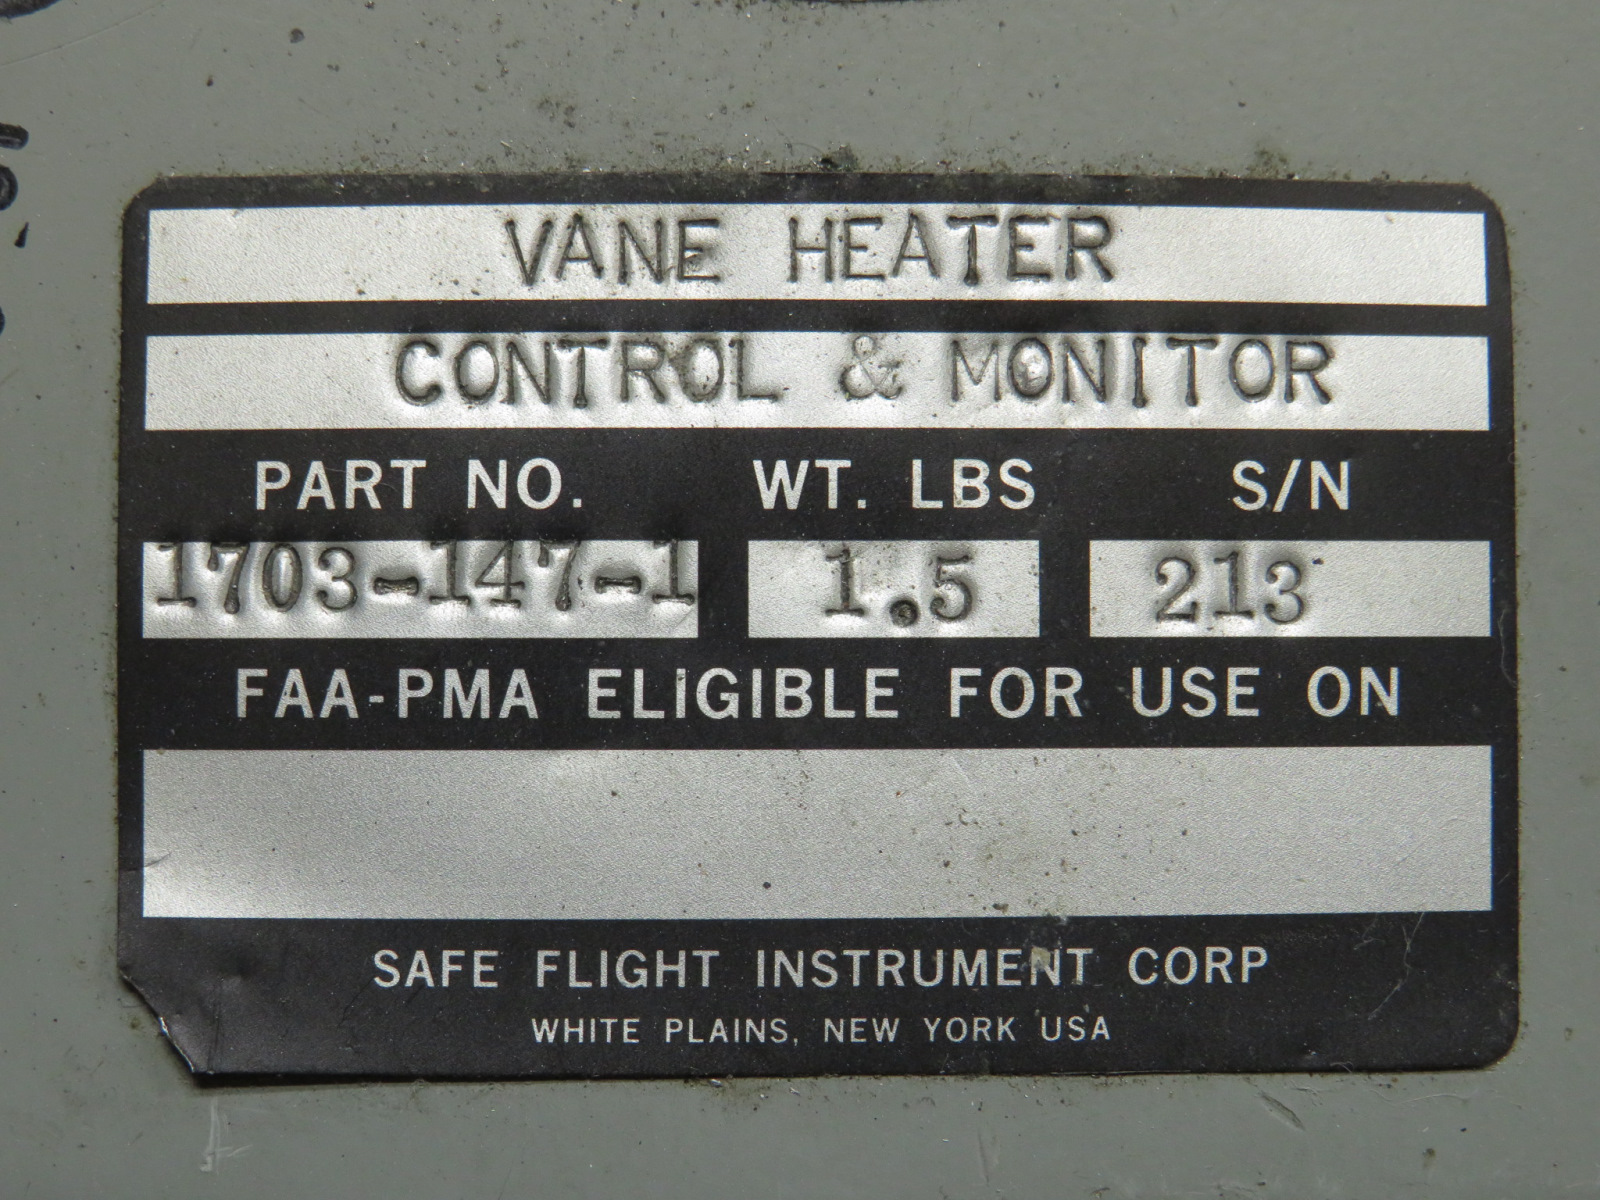 VANE HEATER
CONTROL & MONITOR
PART NO. WT. LBS S/N
1703-147-1 1.5 213
FAA-PMA ELIGIBLE FOR USE ON
SAFE FLIGHT INSTRUMENT CORP
WHITE PLAINS, NEW YORK USA